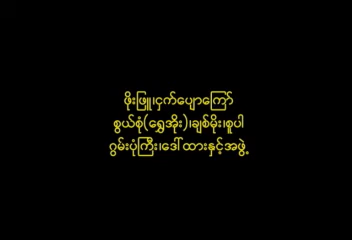 ဖိုးဖြူ၊ငှက်ပျောကြော်
စွယ်စုံ(ရွှေအိုး)၊ချစ်မိုး၊စူပါ
ဂွမ်းပုံကြီး၊ဒေါ်ထားနှင့်အဖွဲ့